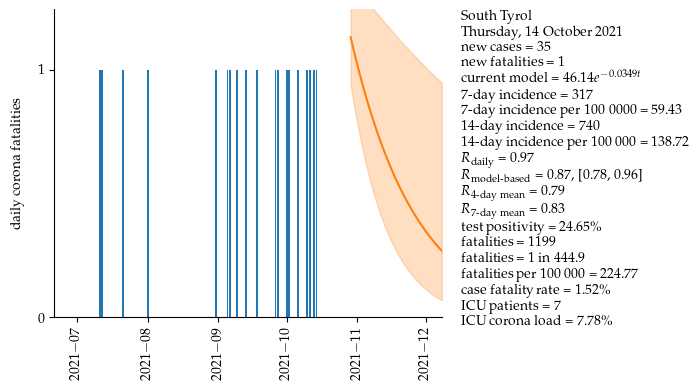 South Tyrol
Thursday, 14 October 2021
new cases = 35
new fatalities = 1
current model = 46.14e^{−0.0349t}
7-day incidence = 317
7-day incidence per 100 0000 = 59.43
14-day incidence = 740
14-day incidence per 100 000 = 138.72
R_daily = 0.97
R_model-based = 0.87, [0.78, 0.96]
R_4-day mean = 0.79
R_7-day mean = 0.83
test positivity = 24.65%
fatalities = 1199
fatalities = 1 in 444.9
fatalities per 100 000 = 224.77
case fatality rate = 1.52%
ICU patients = 7
ICU corona load = 7.78%
daily corona fatalities
1
0
2021−07
2021−08
2021−09
2021−10
2021−11
2021−12